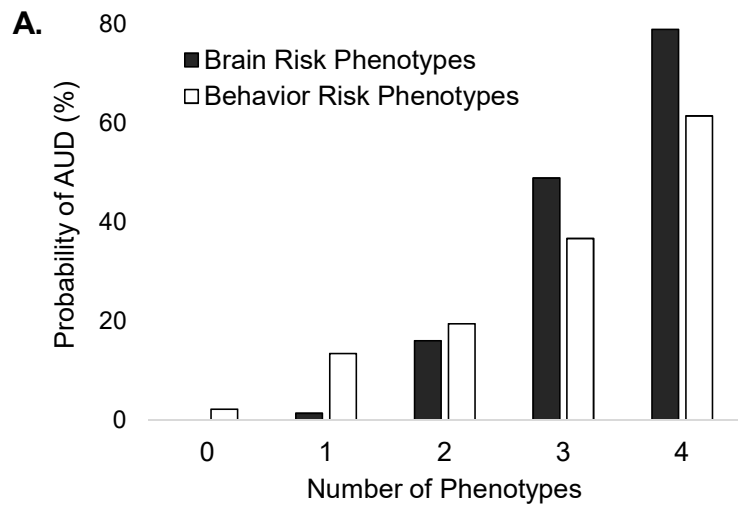 A.
Brain Risk Phenotypes
Behavior Risk Phenotypes
Probability of AUD (%)
80
60
40
20
0
0 1 2 3 4
Number of Phenotypes